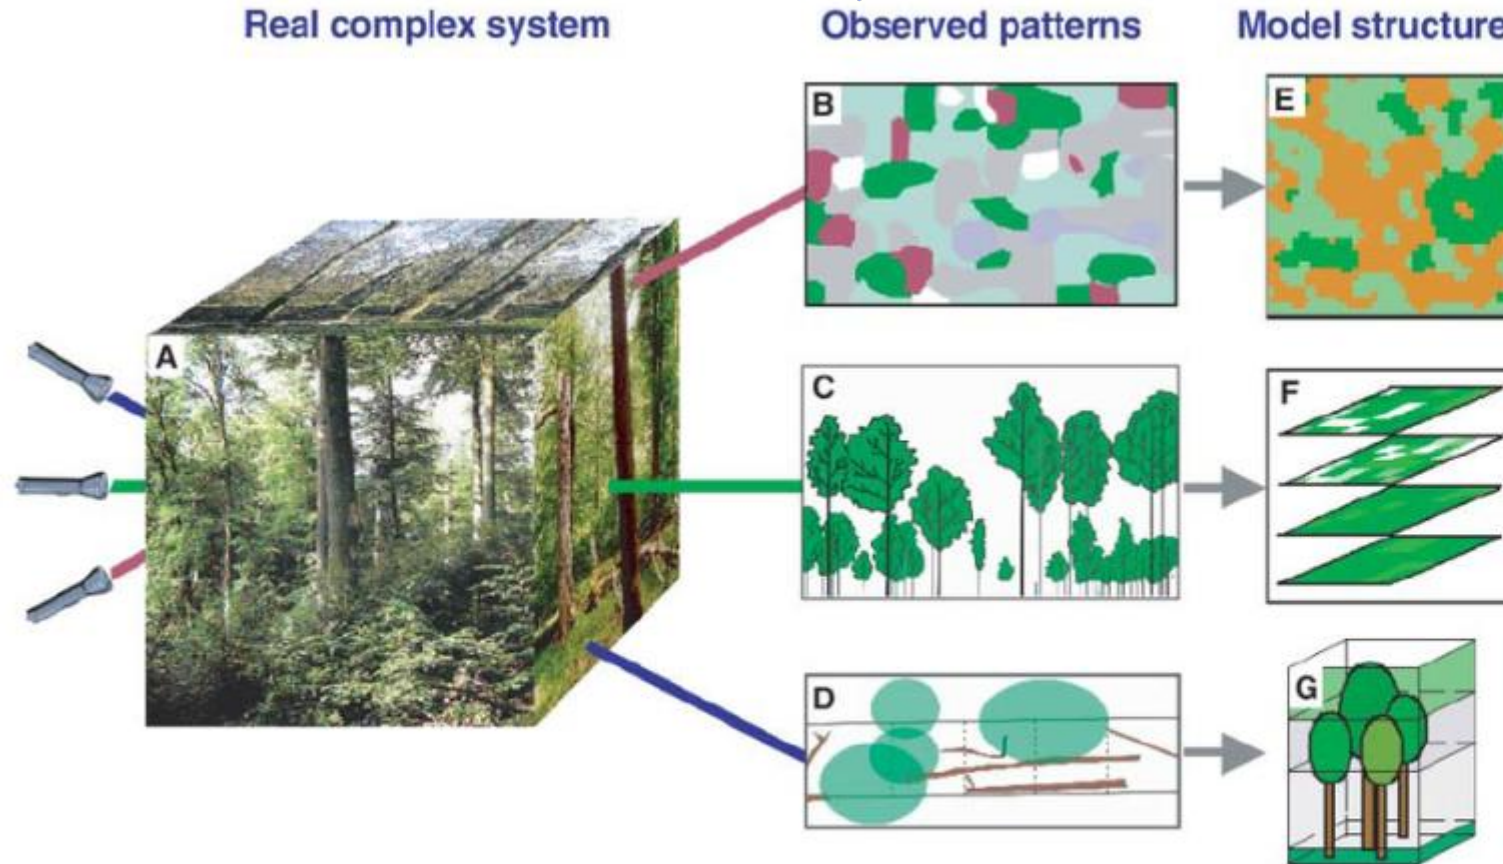 Real complex system
Observed patterns
Model structure
A
B
C
D
E
F
G